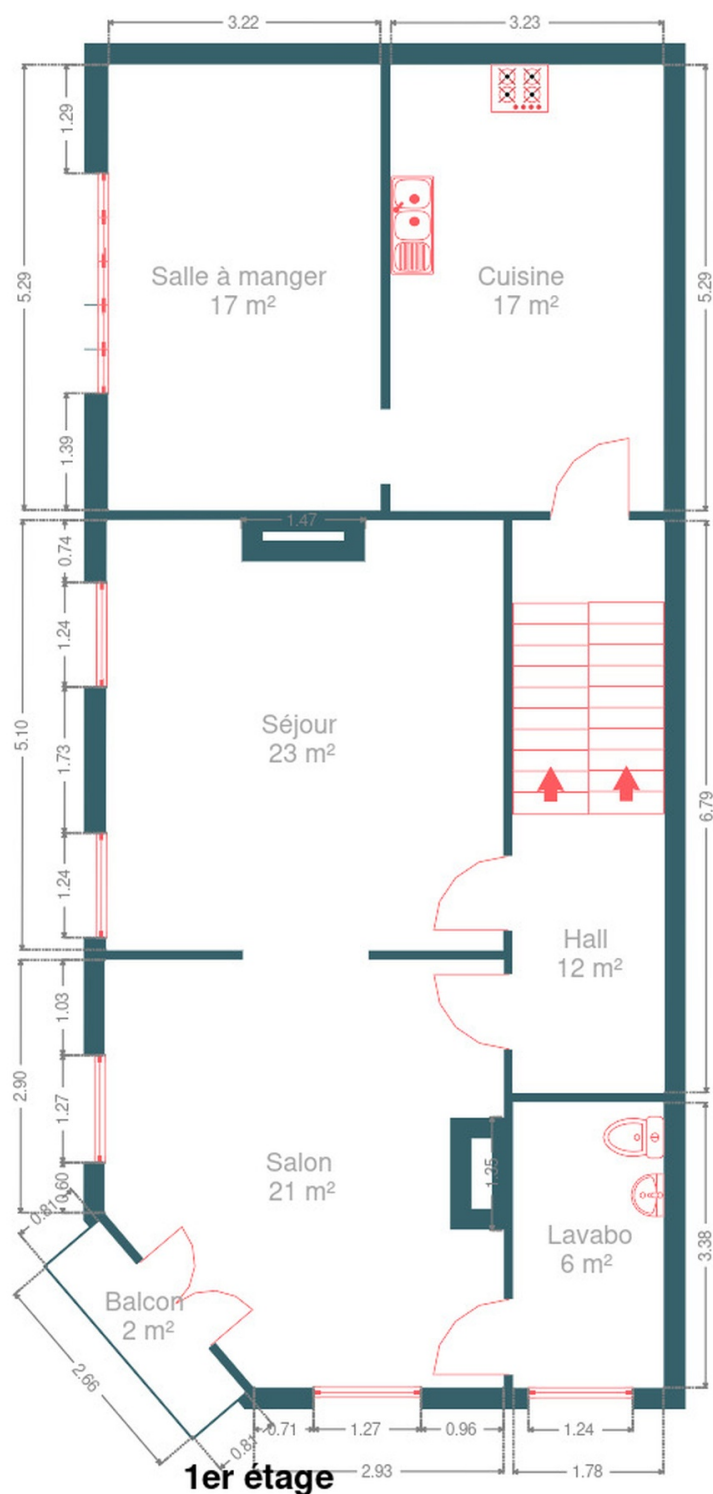 3.22
3.23
1.29
5.29
5.29
Salle à manger
17 m²
Cuisine
17 m²
1.39
1.47
0.74
1.24
5.10
1.73
Séjour
23 m²
6.79
1.24
Hall
12 m²
1.03
2.90
1.27
1.35
Salon
21 m²
0.60
0.81
Lavabo
6 m²
3.38
Balcon
2 m²
2.66
0.81
0.71
1.27
0.96
1.24
2.93
1.78
1er étage